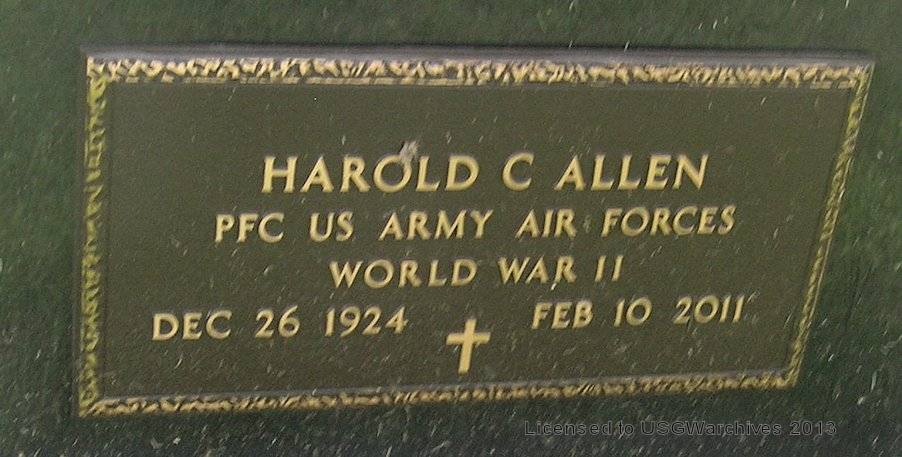 HAROLD C ALLEN
PFC US ARMY AIR FORCES
WORLD WAR II
DEC 26 1924 FEB 10 2011
Licensed to USGWarchives 2013